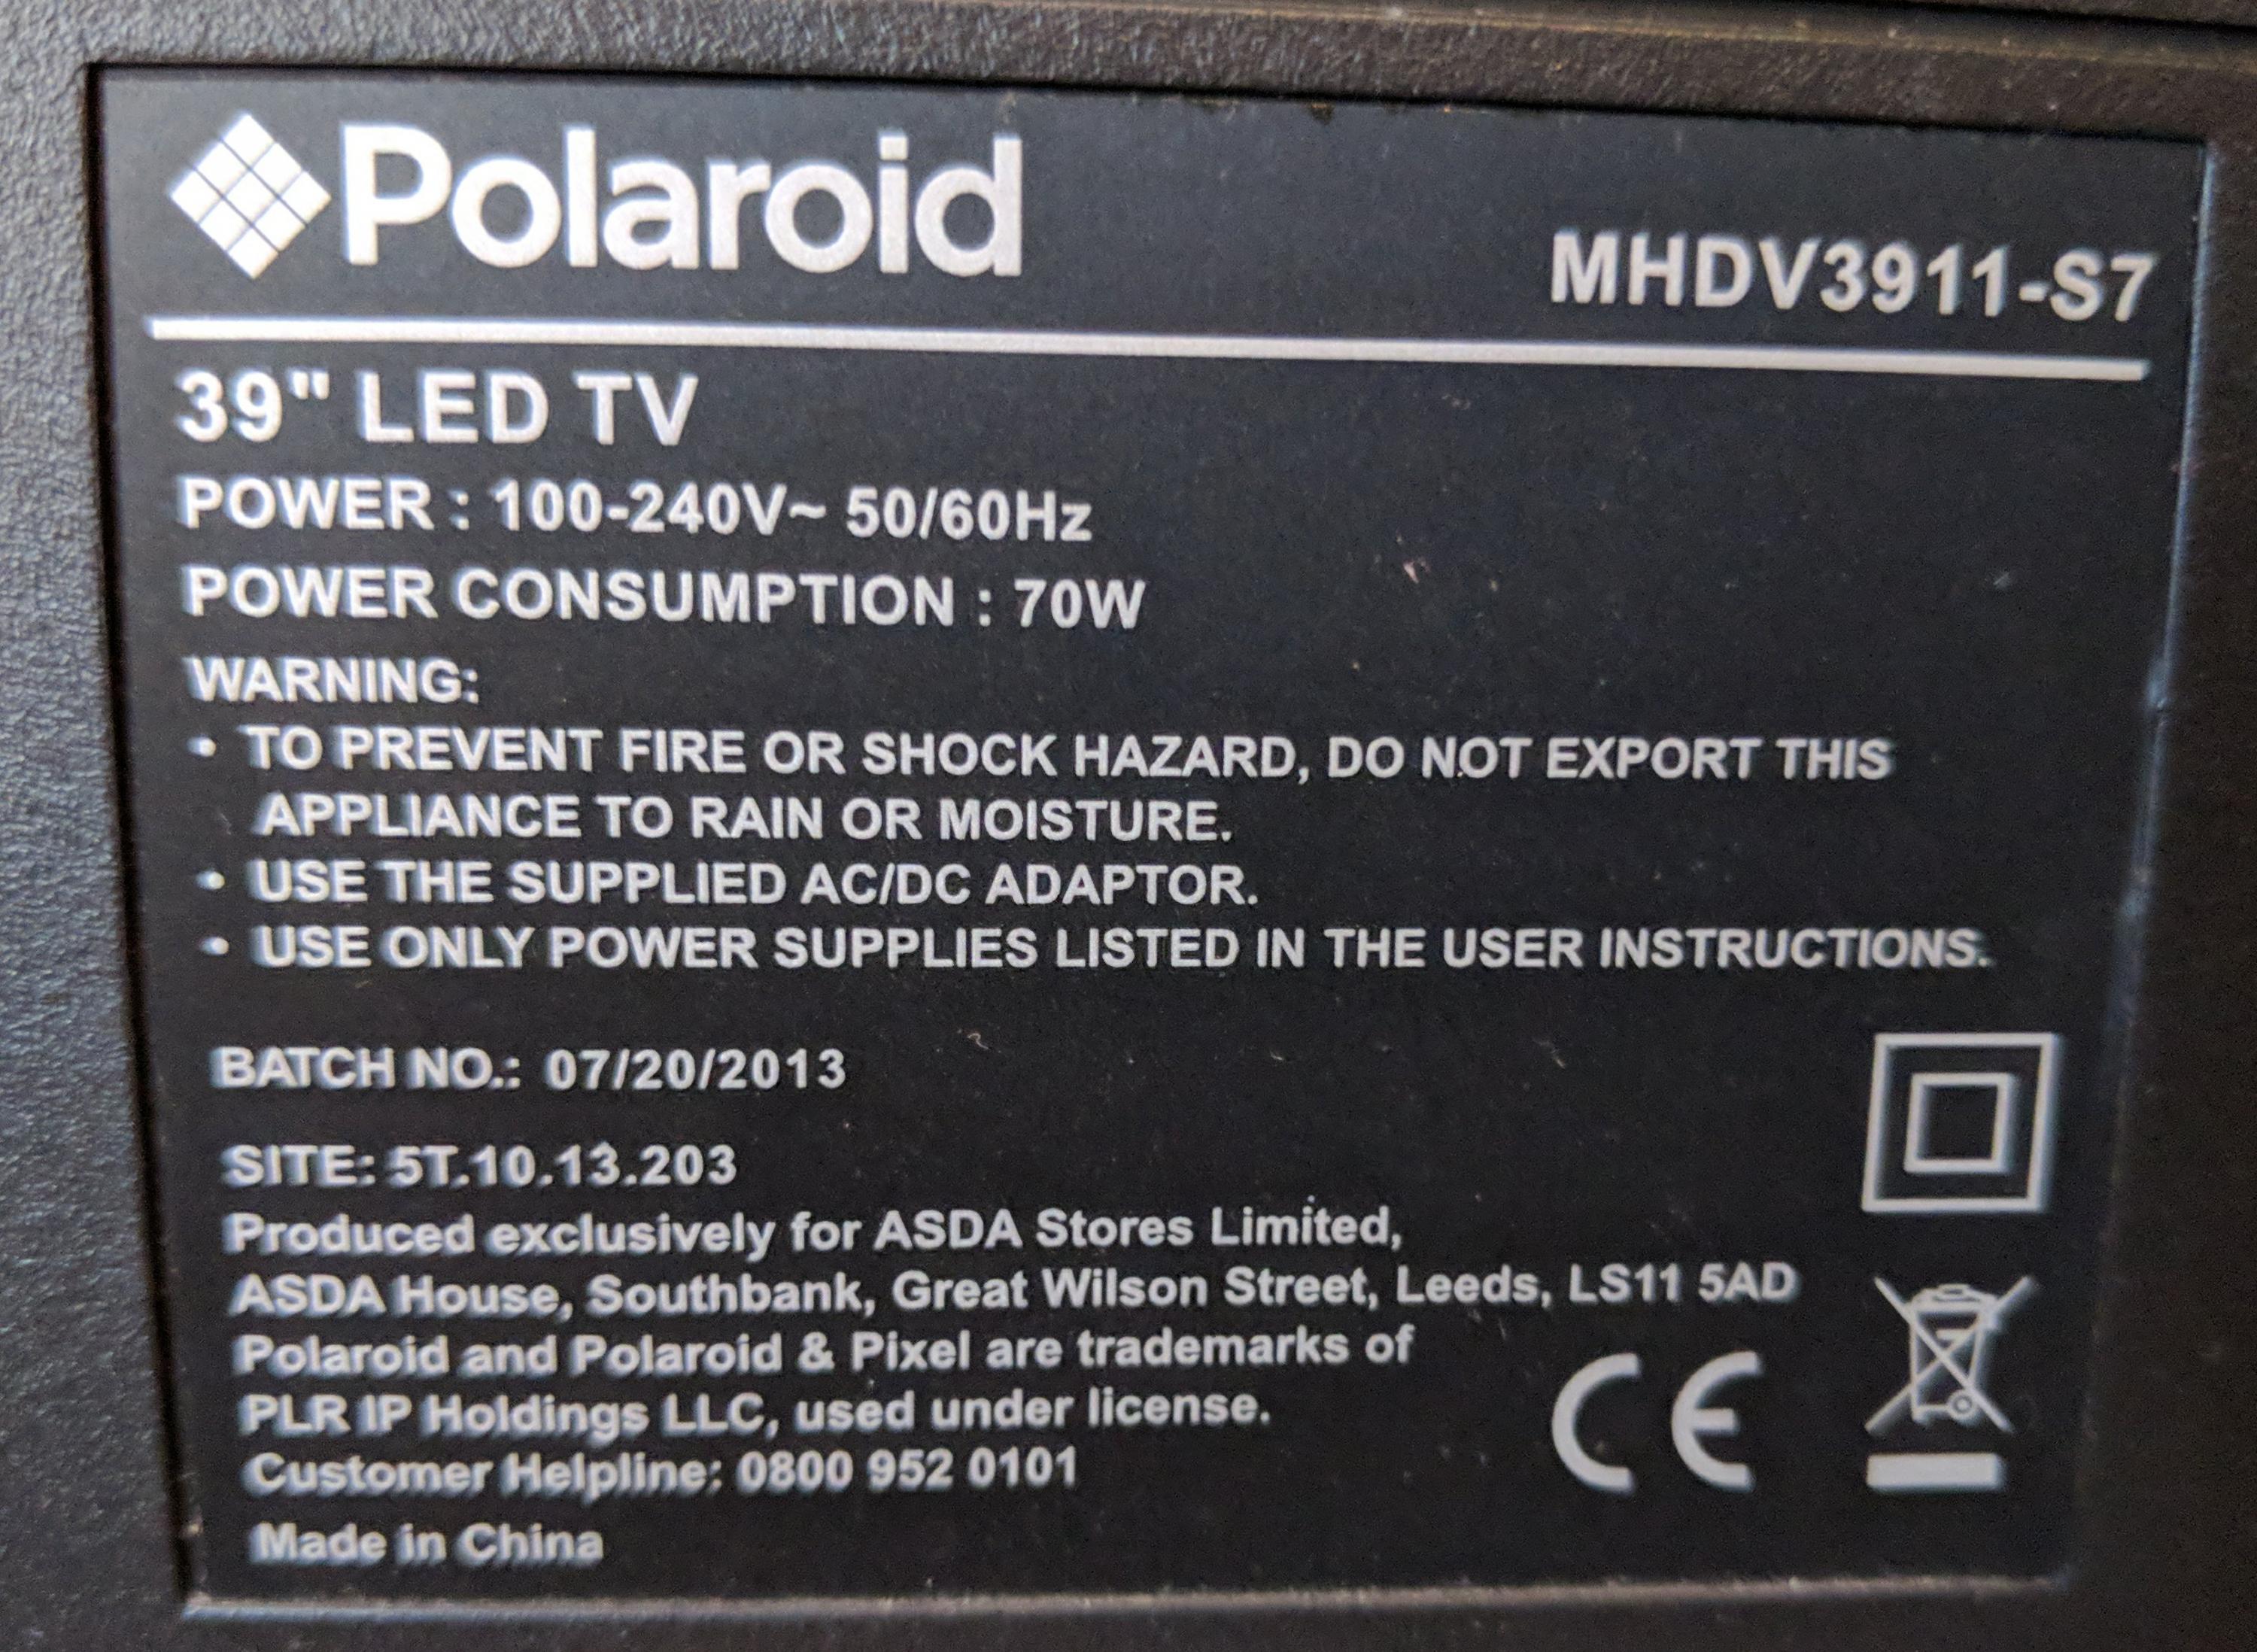 Polaroid
MHDV3911-S7
39" LED TV
POWER : 100-240V~ 50/60Hz
POWER CONSUMPTION : 70W
WARNING:
• TO PREVENT FIRE OR SHOCK HAZARD, DO NOT EXPORT THIS
APPLIANCE TO RAIN OR MOISTURE.
• USE THE SUPPLIED AC/DC ADAPTOR.
• USE ONLY POWER SUPPLIES LISTED IN THE USER INSTRUCTIONS.
BATCH NO.: 07/20/2013
SITE: 5T.10.13.203
Produced exclusively for ASDA Stores Limited,
ASDA House, Southbank, Great Wilson Street, Leeds, LS11 5AD
Polaroid and Polaroid & Pixel are trademarks of
PLR IP Holdings LLC, used under license.
Customer Helpline: 0800 952 0101
Made in China
CE